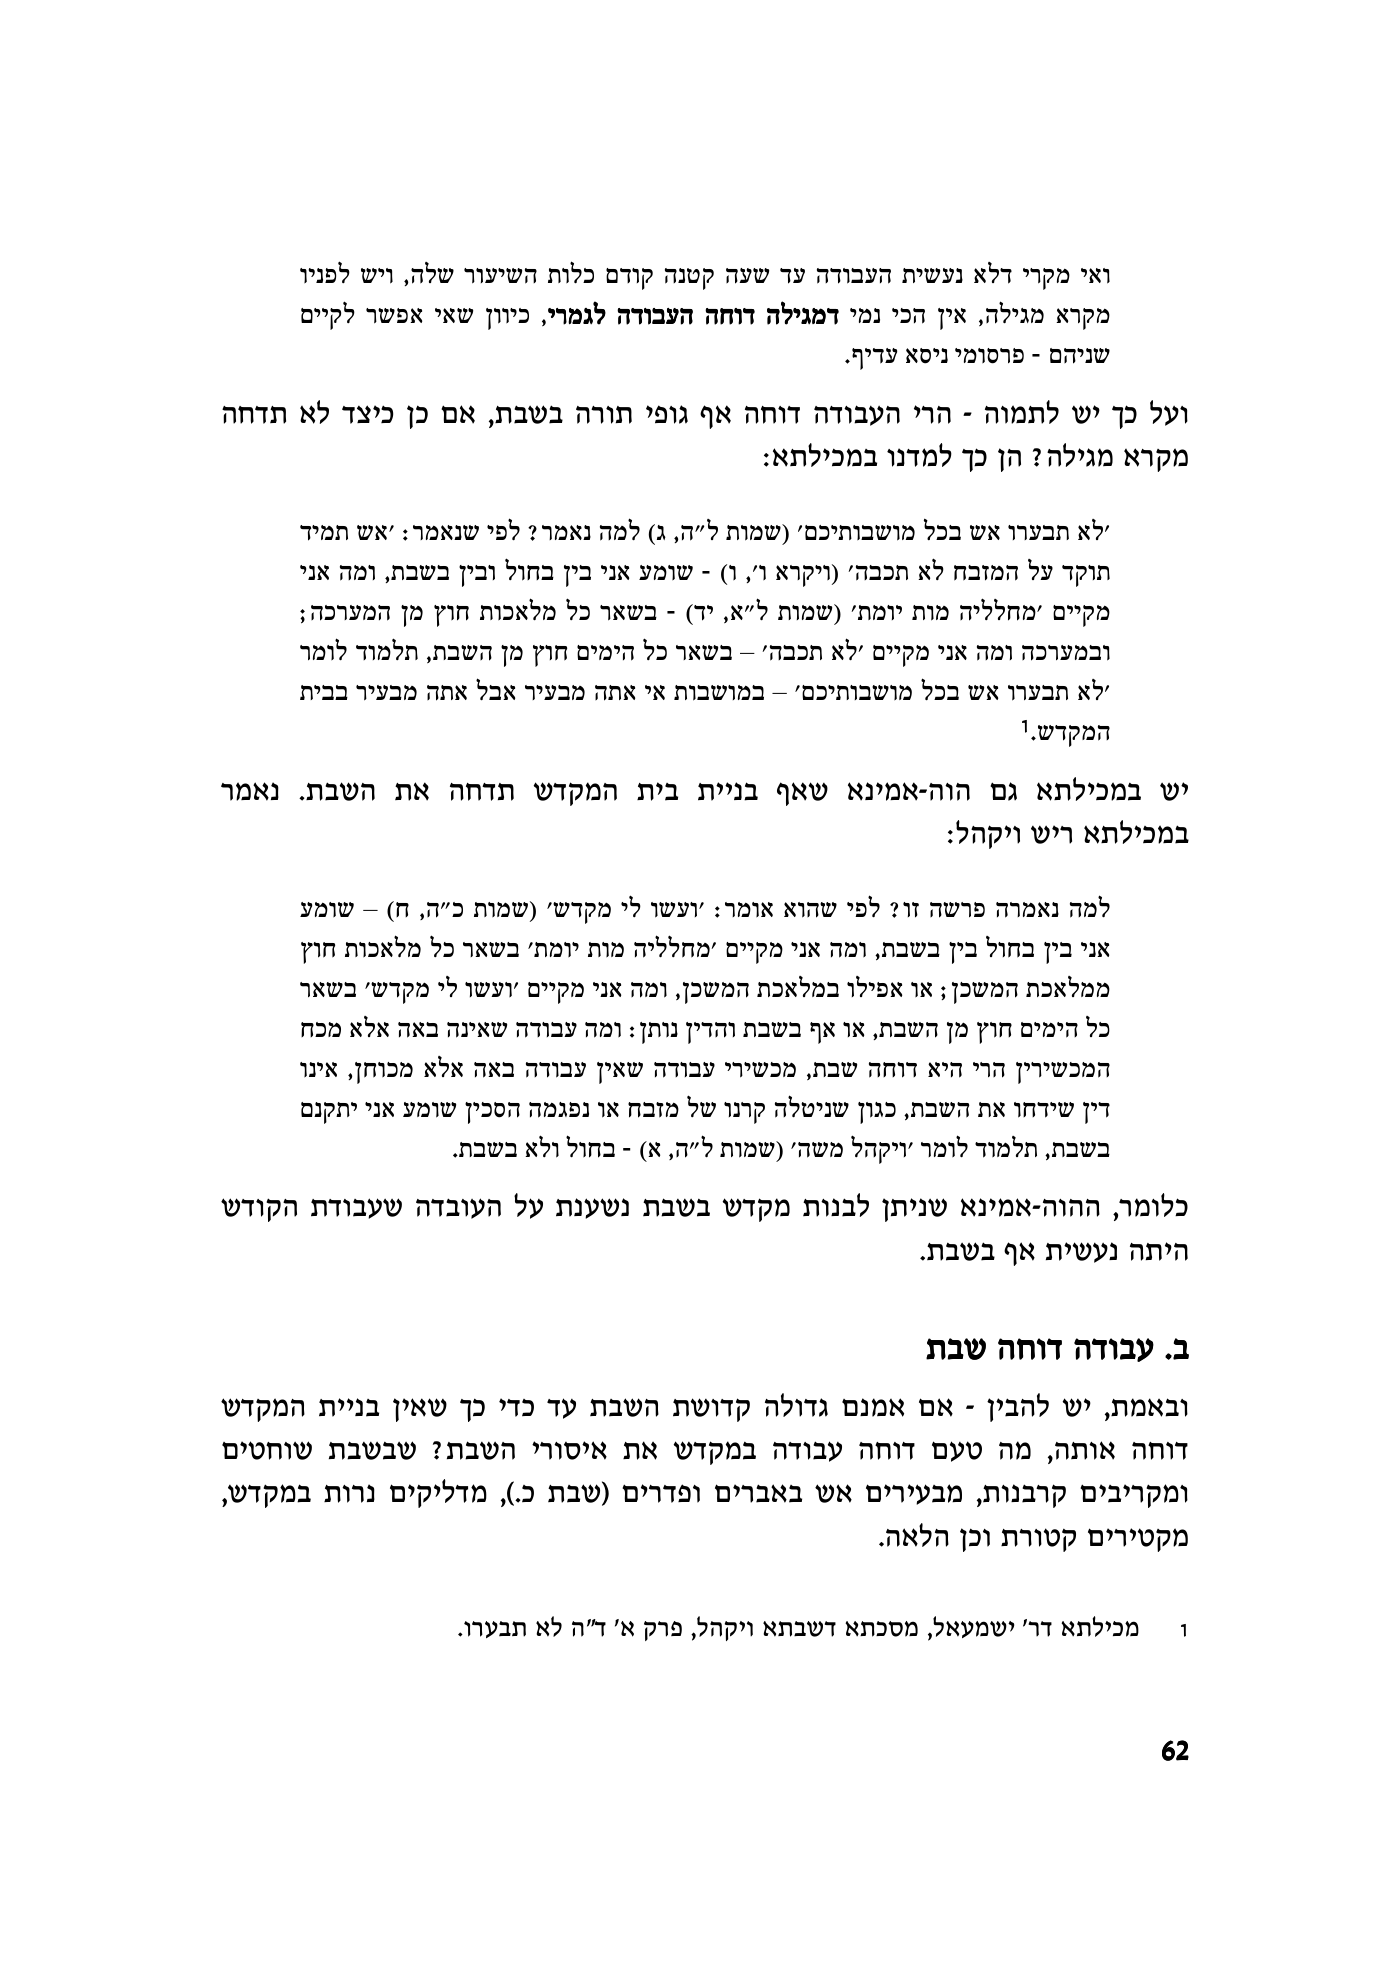 ואי מקרי דלא נעשית העבודה עד שעה קטנה קודם כלות השיעור שלה, ויש לפניו
מקרא מגילה, אין הכי נמי דמגילה דוחה העבודה לגמרי, כיוון שאי אפשר לקיים
שניהם - פרסומי ניסא עדיף.
ועל כך יש לתמוה - הרי העבודה דוחה אף גופי תורה בשבת, אם כן כיצד לא תדחה
מקרא מגילה? הן כך למדנו במכילתא:
'לא תבערו אש בכל מושבותיכם' (שמות ל"ה, ג) למה נאמר? לפי שנאמר: 'אש תמיד
תוקד על המזבח לא תכבה' (ויקרא ו', ו) - שומע אני בין בחול ובין בשבת, ומה אני
מקיים 'מחלליה מות יומת' (שמות ל"א, יד) - בשאר כל מלאכות חוץ מן המערכה;
ובמערכה ומה אני מקיים 'לא תכבה' – בשאר כל הימים חוץ מן השבת, תלמוד לומר
'לא תבערו אש בכל מושבותיכם' – במושבות אי אתה מבעיר אבל אתה מבעיר בבית
המקדש.1
יש במכילתא גם הוה-אמינא שאף בניית בית המקדש תדחה את השבת. נאמר
במכילתא ריש ויקהל:
למה נאמרה פרשה זו? לפי שהוא אומר: 'ועשו לי מקדש' (שמות כ"ה, ח) – שומע
אני בין בחול בין בשבת, ומה אני מקיים 'מחלליה מות יומת' בשאר כל מלאכות חוץ
ממלאכת המשכן; או אפילו במלאכת המשכן, ומה אני מקיים 'ועשו לי מקדש' בשאר
כל הימים חוץ מן השבת, או אף בשבת והדין נותן: ומה עבודה שאינה באה אלא מכח
המכשירין הרי היא דוחה שבת, מכשירי עבודה שאין עבודה באה אלא מכוחן, אינו
דין שידחו את השבת, כגון שניטלה קרנו של מזבח או נפגמה הסכין שומע אני יתקנם
בשבת, תלמוד לומר 'ויקהל משה' (שמות ל"ה, א) - בחול ולא בשבת.
כלומר, ההוה-אמינא שניתן לבנות מקדש בשבת נשענת על העובדה שעבודת הקודש
היתה נעשית אף בשבת.
ב. עבודה דוחה שבת
ובאמת, יש להבין - אם אמנם גדולה קדושת השבת עד כדי כך שאין בניית המקדש
דוחה אותה, מה טעם דוחה עבודה במקדש את איסורי השבת? שבשבת שוחטים
ומקריבים קרבנות, מבעירים אש באברים ופדרים (שבת כ.), מדליקים נרות במקדש,
מקטירים קטורת וכן הלאה.
1 מכילתא דר' ישמעאל, מסכתא דשבתא ויקהל, פרק א' ד"ה לא תבערו.
62